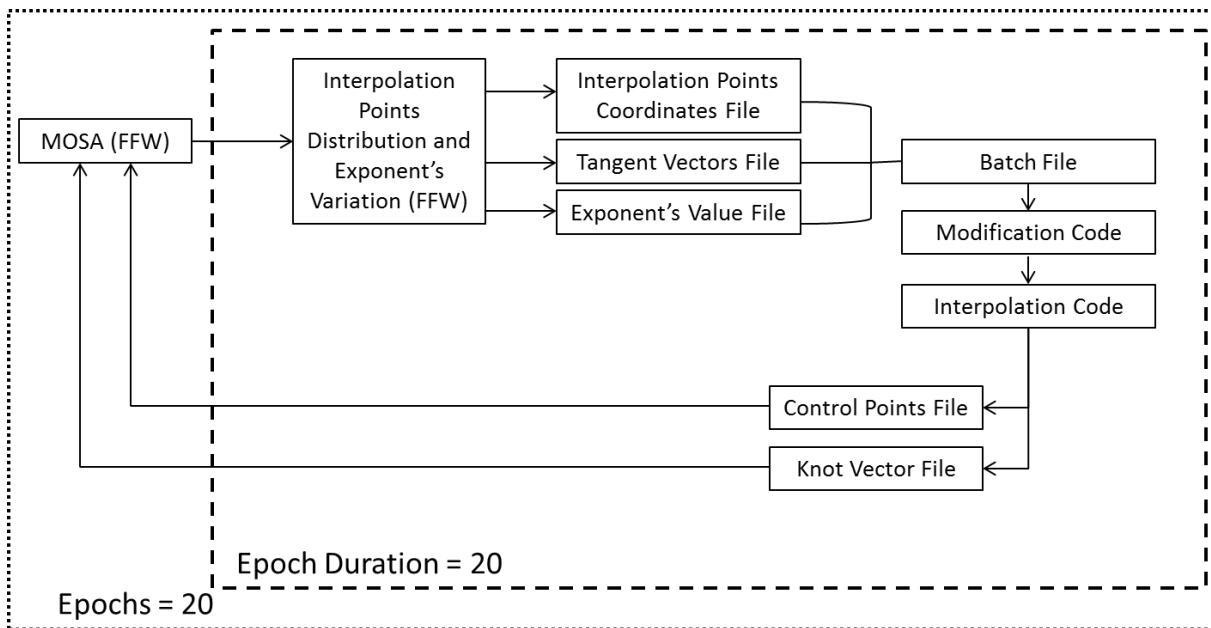 MOSA (FFW)
Interpolation
Points
Distribution and
Exponent’s
Variation (FFW)
Interpolation Points
Coordinates File
Tangent Vectors File
Exponent’s Value File
Batch File
Modification Code
Interpolation Code
Control Points File
Knot Vector File
Epoch Duration = 20
Epochs = 20